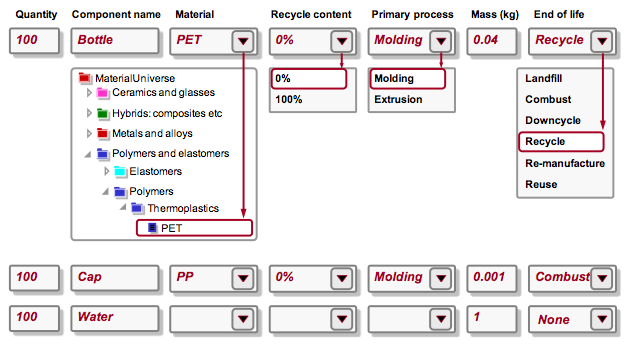 Quantity Component name Material Recycle content Primary process Mass (kg) End of life
100 Bottle PET 0% Molding 0.04 Recycle
MaterialUniverse 0% Molding Landfill
Ceramics and glasses 100% Extrusion Combust
Hybrids: composites etc Downcycle
Metals and alloys Recycle
Polymers and elastomers Re-manufacture
Elastomers Reuse
Polymers
Thermoplastics
PET
100 Cap PP 0% Molding 0.001 Combust
100 Water 1 None